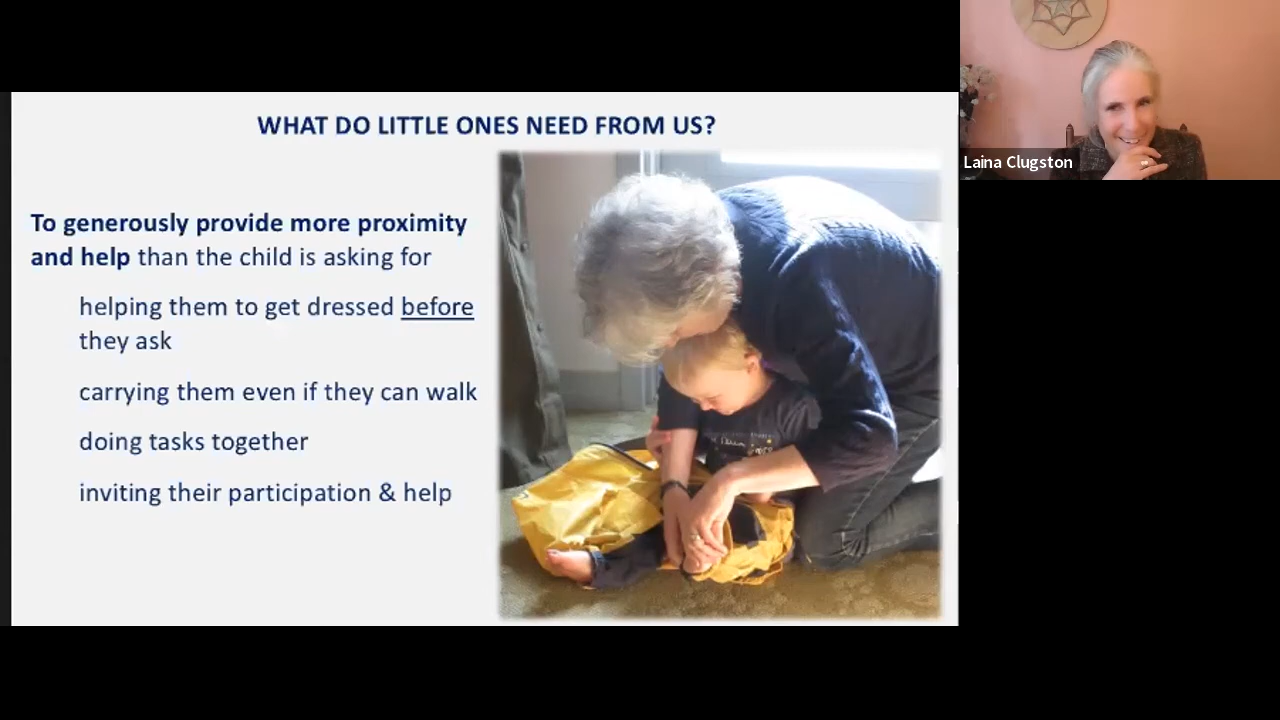 WHAT DO LITTLE ONES NEED FROM US?
To generously provide more proximity
and help than the child is asking for
helping them to get dressed before
they ask
carrying them even if they can walk
doing tasks together
inviting their participation & help
Laina Clugston